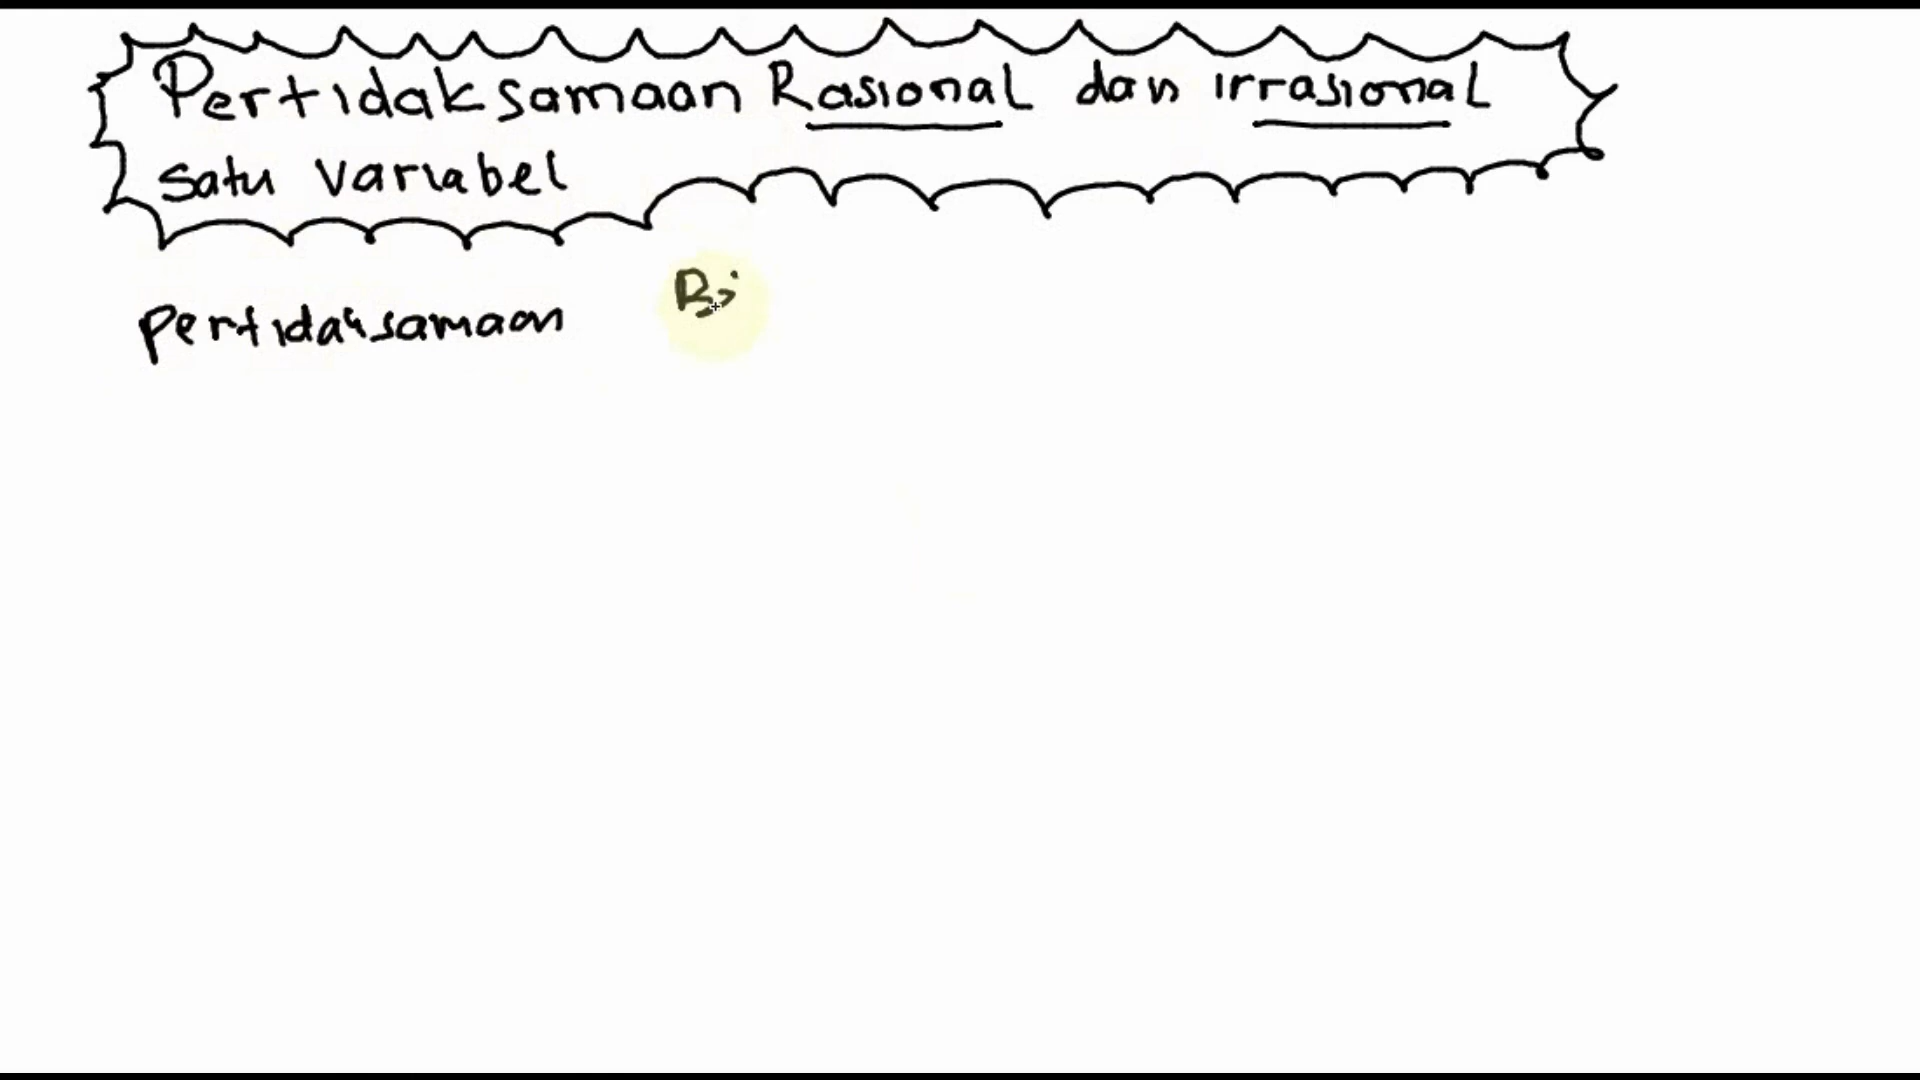 Pertidaksamaan Rasional dan irrasional
satu variabel
pertidaksamaan